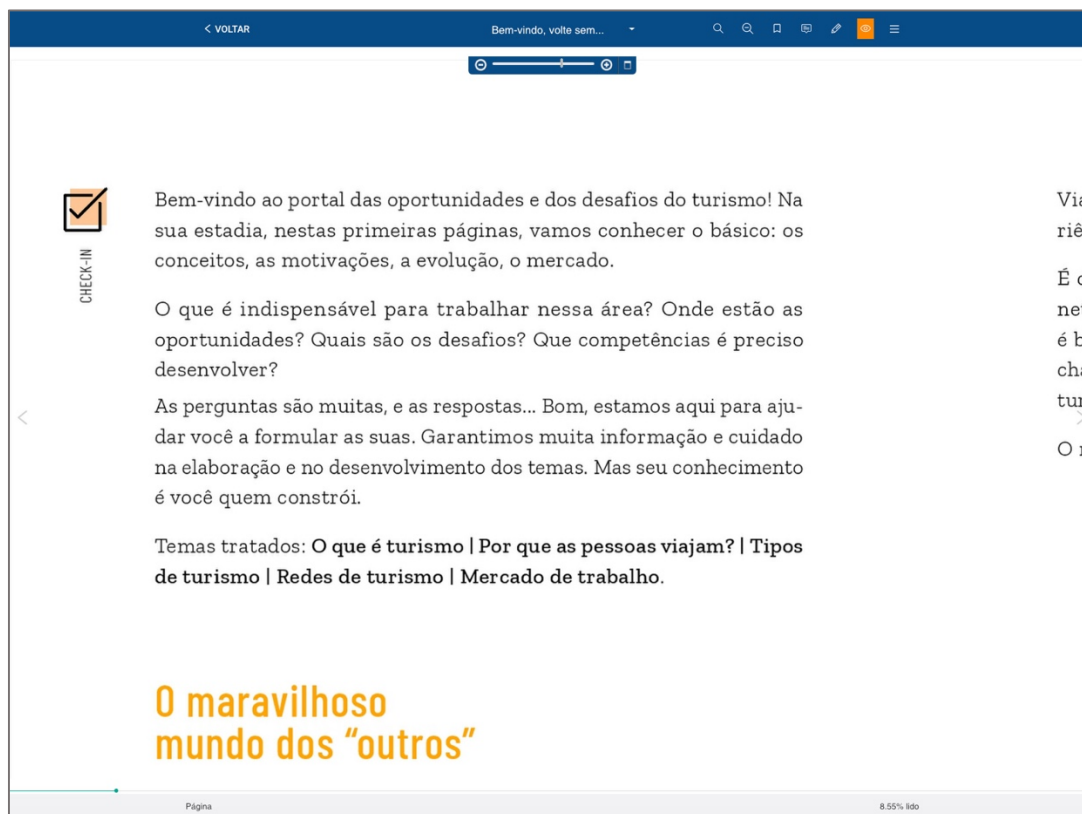 VOLTAR
Bem-vindo, volte sem...
CHECK-IN
Bem-vindo ao portal das oportunidades e dos desafios do turismo! Na
sua estadia, nestas primeiras páginas, vamos conhecer o básico: os
conceitos, as motivações, a evolução, o mercado.
O que é indispensável para trabalhar nessa área? Onde estão as
oportunidades? Quais são os desafios? Que competências é preciso
desenvolver?
As perguntas são muitas, e as respostas... Bom, estamos aqui para aju-
dar você a formular as suas. Garantimos muita informação e cuidado
na elaboração e no desenvolvimento dos temas. Mas seu conhecimento
é você quem constrói.
Temas tratados: O que é turismo | Por que as pessoas viajam? | Tipos
de turismo | Redes de turismo | Mercado de trabalho.
O maravilhoso
mundo dos “outros”
Página
8.55% lido